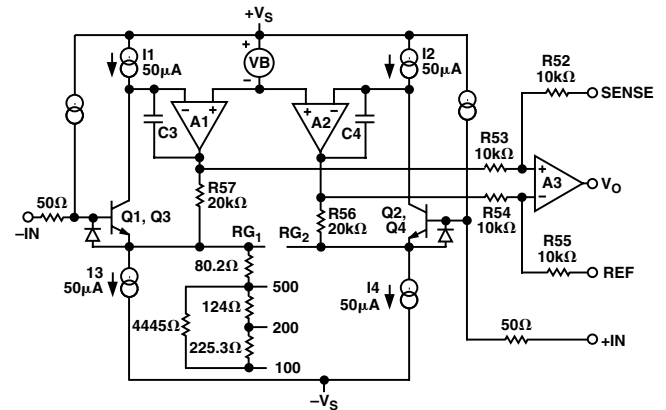 +VS
I1
50μA
+
VB
−
I2
50μA
R52
10kΩ
SENSE
− +
A1
C3
+ −
A2
C4
R53
10kΩ
+
A3
−
VO
R57
20kΩ
R56
20kΩ
R54
10kΩ
50Ω
−IN
Q1, Q3
RG1
RG2
Q2,
Q4
R55
10kΩ
REF
13
50μA
80.2Ω
500
I4
50μA
4445Ω
124Ω
200
225.3Ω
100
50Ω
+IN
−VS